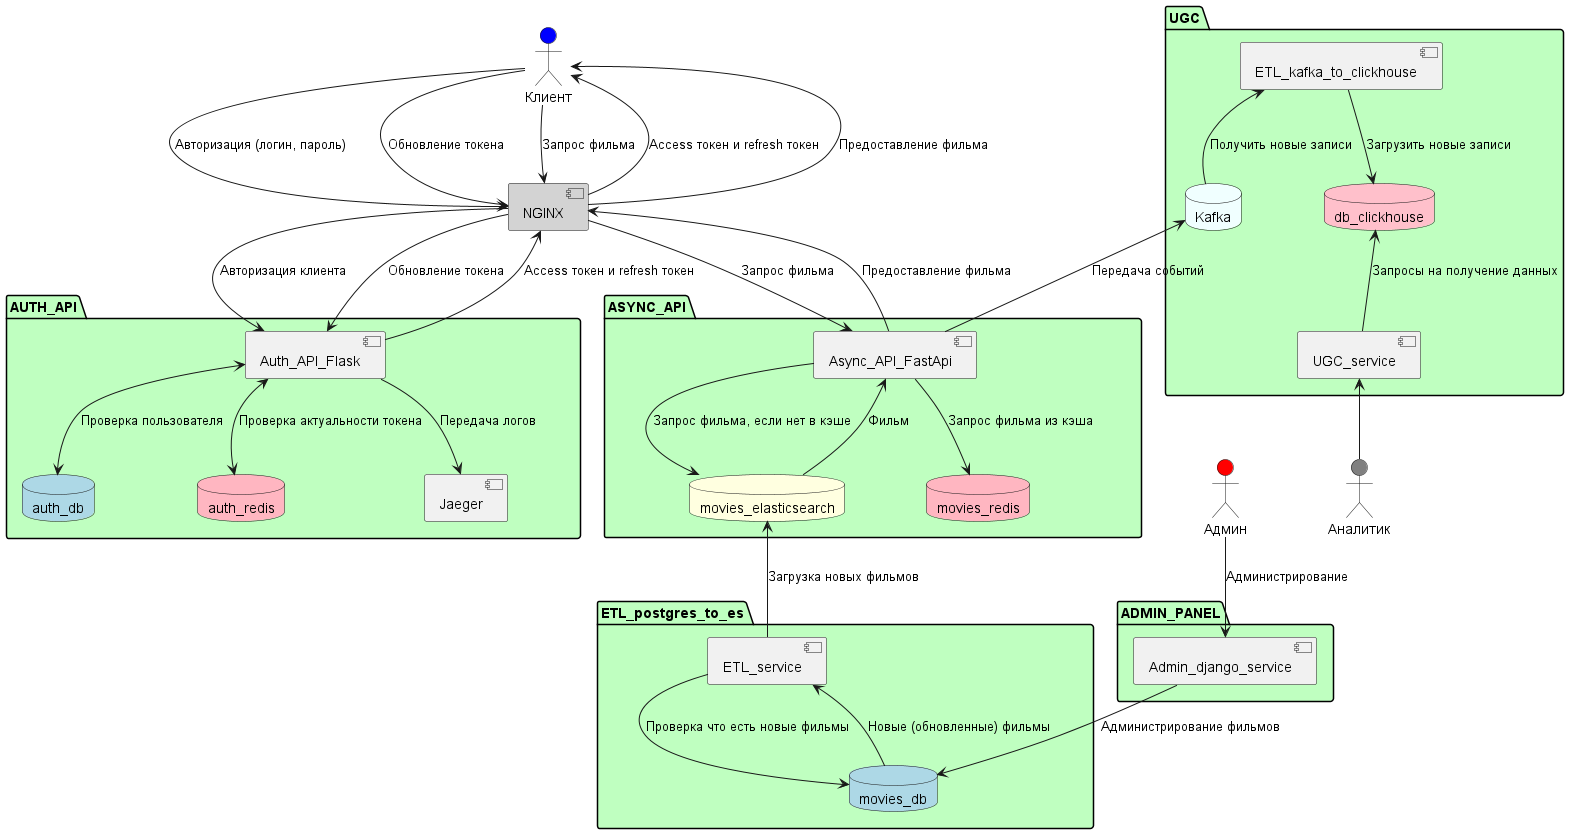 UGC
ETL_kafka_to_clickhouse
Клиент
Авторизация (логин, пароль)
Обновление токена
Запрос фильма
Access токен и refresh токен
Предоставление фильма
Получить новые записи
Загрузить новые записи
NGINX
Kafka
db_clickhouse
Авторизация клиента
Обновление токена
Access токен и refresh токен
Запрос фильма
Предоставление фильма
Передача событий
Запросы на получение данных
AUTH_API
ASYNC_API
Auth_API_Flask
Async_API_FastApi
UGC_service
Проверка пользователя
Проверка актуальности токена
Передача логов
Запрос фильма, если нет в кэше
Фильм
Запрос фильма из кэша
auth_db
auth_redis
Jaeger
movies_elasticsearch
movies_redis
Админ
Аналитик
Загрузка новых фильмов
Администрирование
ETL_postgres_to_es
ADMIN_PANEL
ETL_service
Admin_django_service
Проверка что есть новые фильмы
Новые (обновленные) фильмы
Администрирование фильмов
movies_db